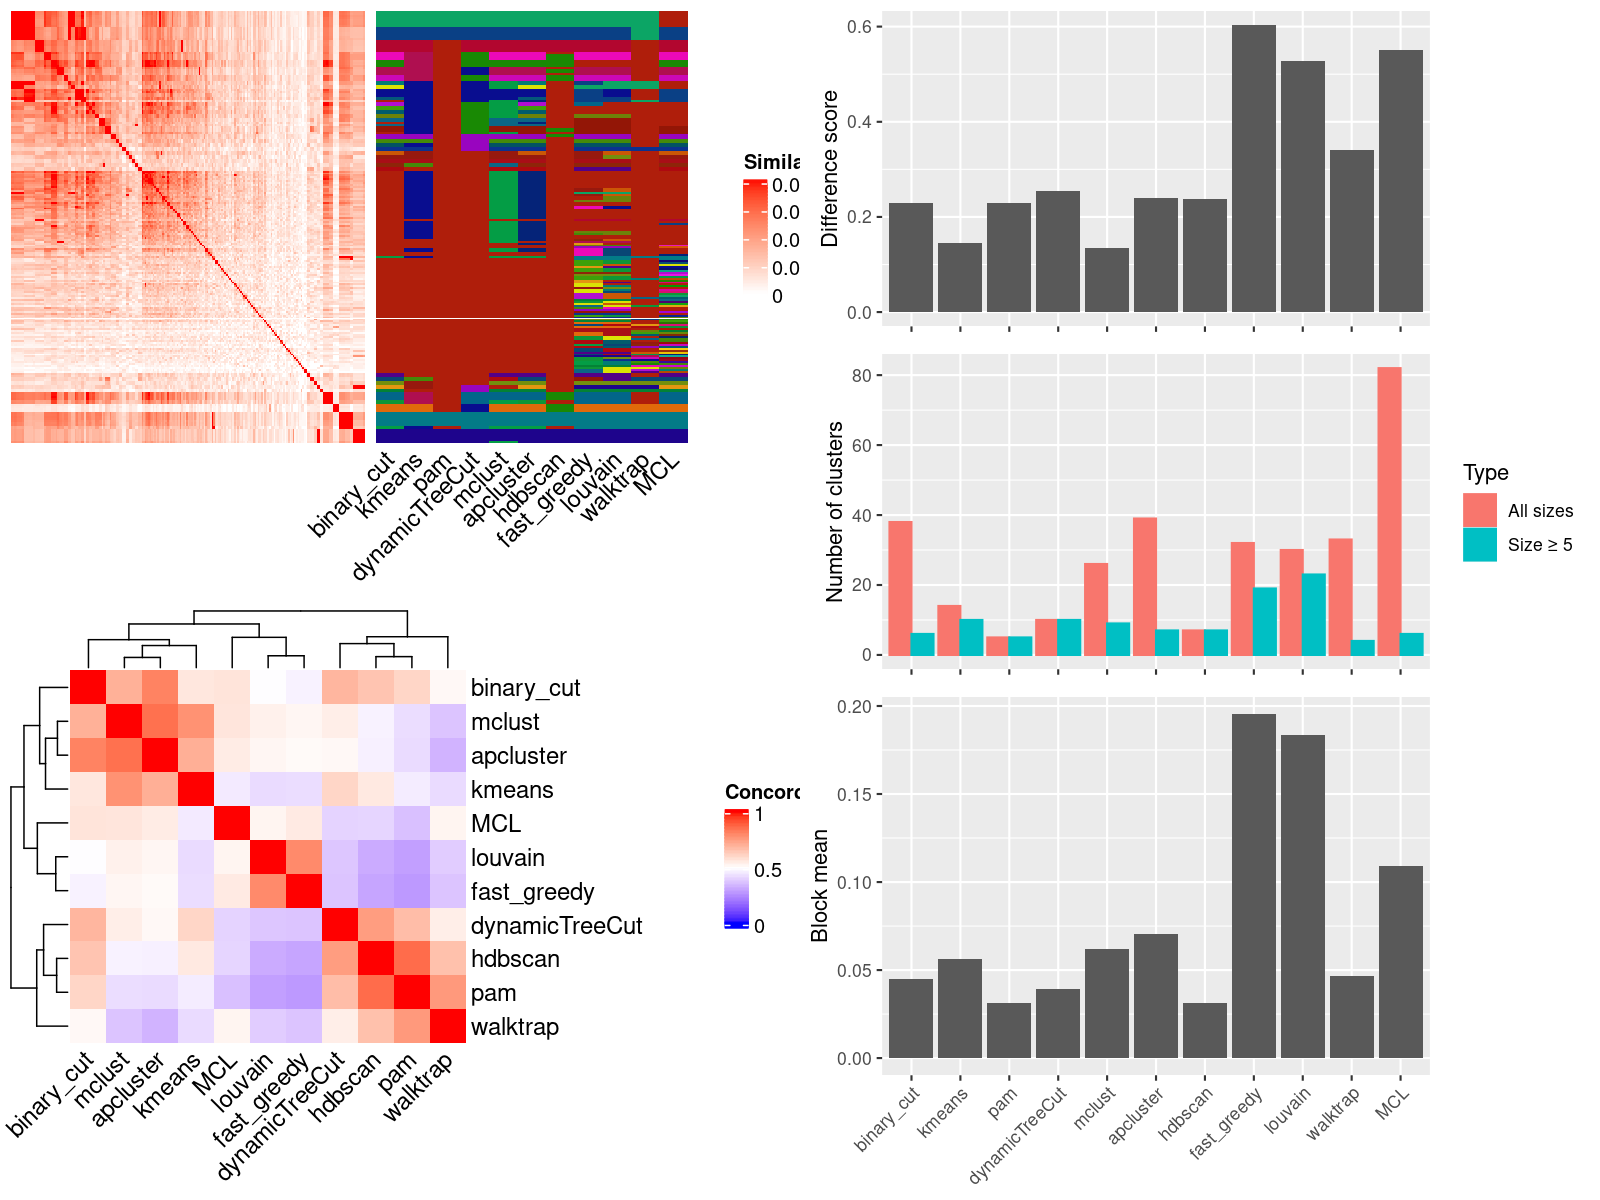 Simila
0.0
0.0
0.0
0.0
0
binary_cut
kmeans
pam
dynamicTreeCut
mclust
apcluster
hdbscan
fast_greedy
louvain
walktrap
MCL
binary_cut
mclust
apcluster
kmeans
MCL
louvain
fast_greedy
dynamicTreeCut
hdbscan
pam
walktrap
binary_cut
mclust
apcluster
kmeans
MCL
louvain
fast_greedy
dynamicTreeCut
hdbscan
pam
walktrap
Concord
1
0.5
0
Difference score
0.6
0.4
0.2
0.0
Number of clusters
80
60
40
20
0
Type
All sizes
Size ≥ 5
Block mean
0.20
0.15
0.10
0.05
0.00
binary_cut
kmeans
pam
dynamicTreeCut
mclust
apcluster
hdbscan
fast_greedy
louvain
walktrap
MCL